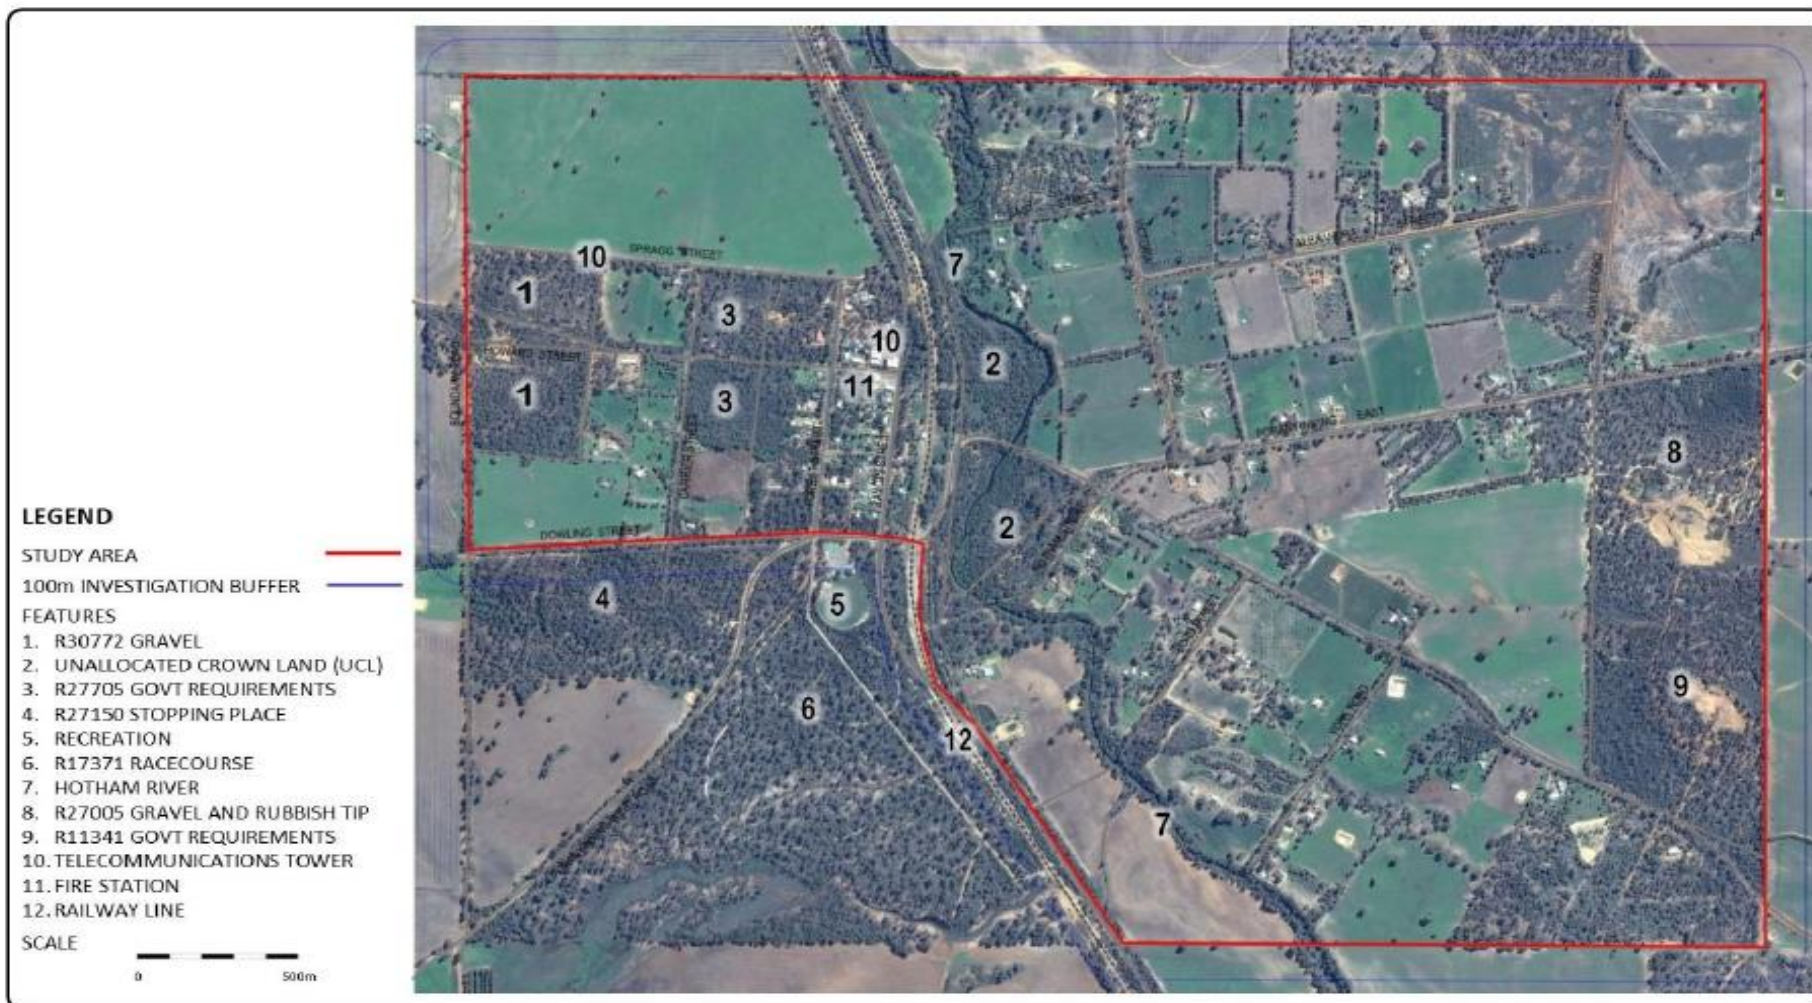 10
SPRAGG STREET
7
1
3
10
2
HOWARD STREET
11
1
3
EAST
8
2
DOWLING STREET
4
5
9
6
12
7
LEGEND
STUDY AREA
100m INVESTIGATION BUFFER
FEATURES
1. R30772 GRAVEL
2. UNALLOCATED CROWN LAND (UCL)
3. R27705 GOVT REQUIREMENTS
4. R27150 STOPPING PLACE
5. RECREATION
6. R17371 RACECOURSE
7. HOTHAM RIVER
8. R27005 GRAVEL AND RUBBISH TIP
9. R11341 GOVT REQUIREMENTS
10. TELECOMMUNICATIONS TOWER
11. FIRE STATION
12. RAILWAY LINE
SCALE
0 500m